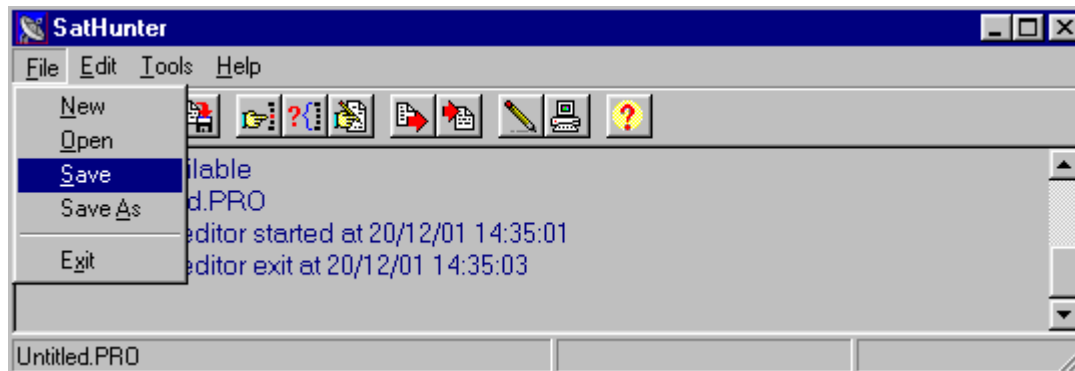 SatHunter
File Edit Tools Help
New
Open
Save
Save As
Exit
ilable
d.PRO
editor started at 20/12/01 14:35:01
editor exit at 20/12/01 14:35:03
Untitled.PRO